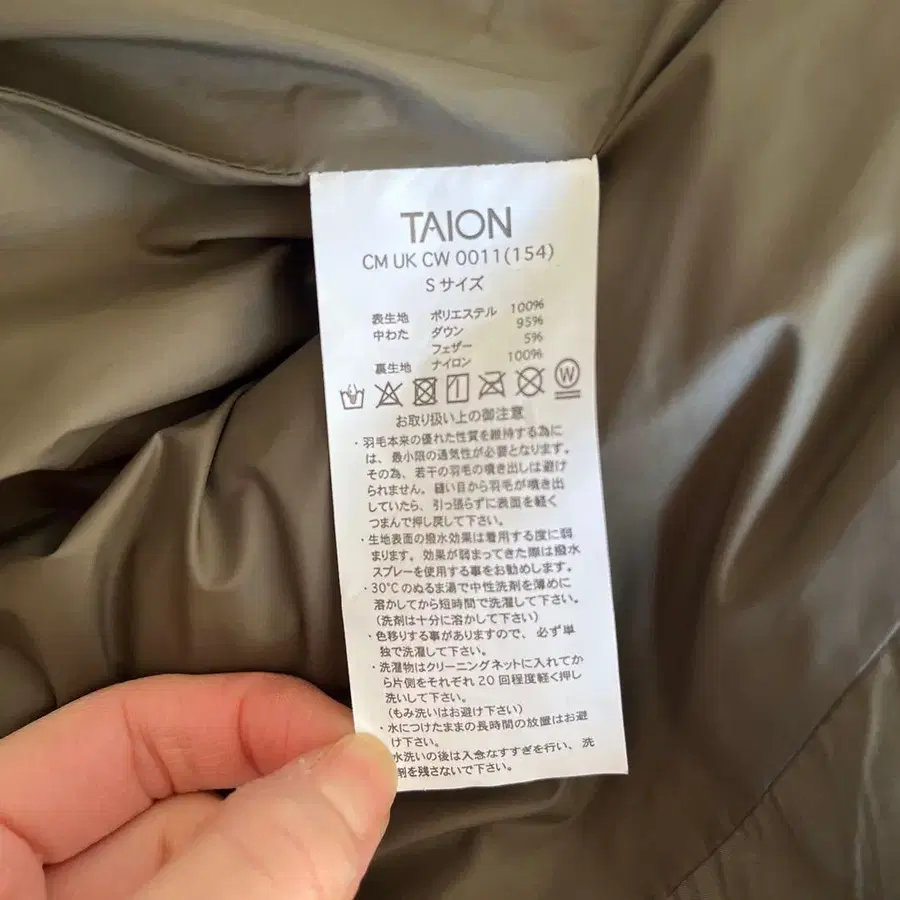 TAION
CM UK CW 0011(154)
Sサイズ
表生地 ポリエステル 100%
中わた ダウン 95%
フェザー 5%
裏生地 ナイロン 100%
W
お取り扱い上の御注意
・羽毛本来の優れた性質を維持する為に
は、最小限の通気性が必要となります。
その為、若干の羽毛の噴き出しは避け
られません。縫い目から羽毛が噴き出
していたら、引っ張らずに表面を軽く
つまんで押し戻して下さい。
・生地表面の撥水効果は着用する度に弱
まります。効果が弱まってきた際は撥水
スプレーを使用する事をお勧めします。
・30℃のぬるま湯で中性洗剤を薄めに
溶かしてから短時間で洗濯して下さい。
(洗剤は十分に溶かして下さい)
・色移りする事がありますので、必ず単
独で洗濯して下さい。
・洗濯物はクリーニングネットに入れてか
ら片側をそれぞれ20回程度軽く押し
洗いして下さい。
(もみ洗いはお避け下さい)
・水につけたままの長時間の放置はお避
け下さい。
水洗いの後は入念なすすぎを行い、洗
剤を残さないで下さい。